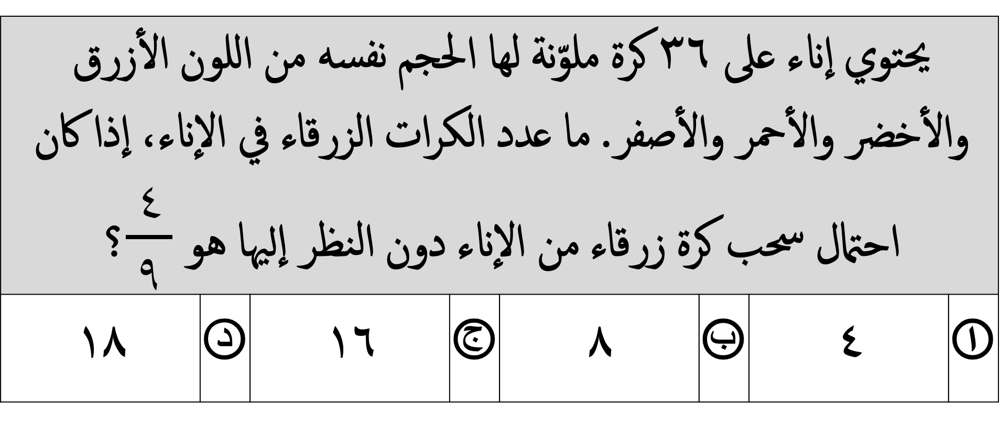 يحتوي إناء على ٣٦ كرة ملوّنة لها الحجم نفسه من اللون الأزرق
والأخضر والأحمر والأصفر. ما عدد الكرات الزرقاء في الإناء، إذا كان
احتمال سحب كرة زرقاء من الإناء دون النظر إليها هو ٤/٩؟
ا ٤ ب ٨ ج ١٦ د ١٨